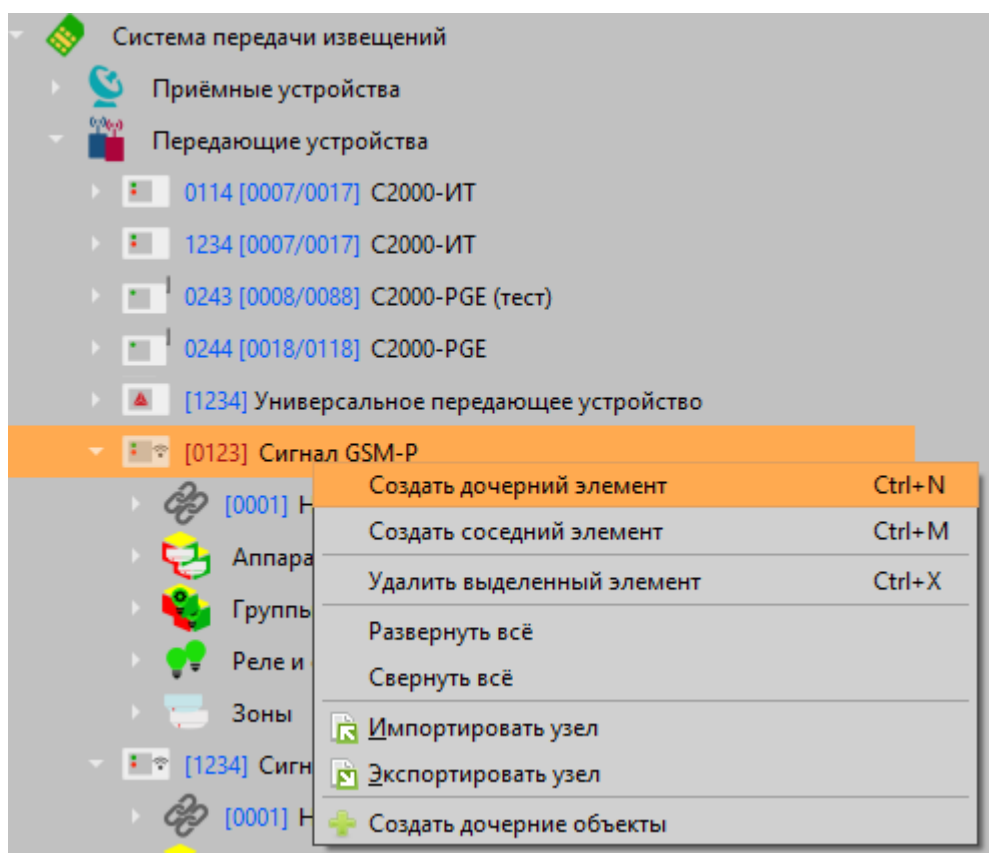 Система передачи извещений
Приёмные устройства
Передающие устройства
0114 [0007/0017] С2000-ИТ
1234 [0007/0017] С2000-ИТ
0243 [0008/0088] С2000-PGE (тест)
0244 [0018/0118] С2000-PGE
[1234] Универсальное передающее устройство
[0123] Сигнал GSM-P
Создать дочерний элемент Ctrl+N
[0001] Н
Создать соседний элемент Ctrl+M
Аппара
Удалить выделенный элемент Ctrl+X
Группы
Развернуть всё
Реле и
Свернуть всё
Зоны
Импортировать узел
[1234] Сигн
Экспортировать узел
[0001] Н
Создать дочерние объекты